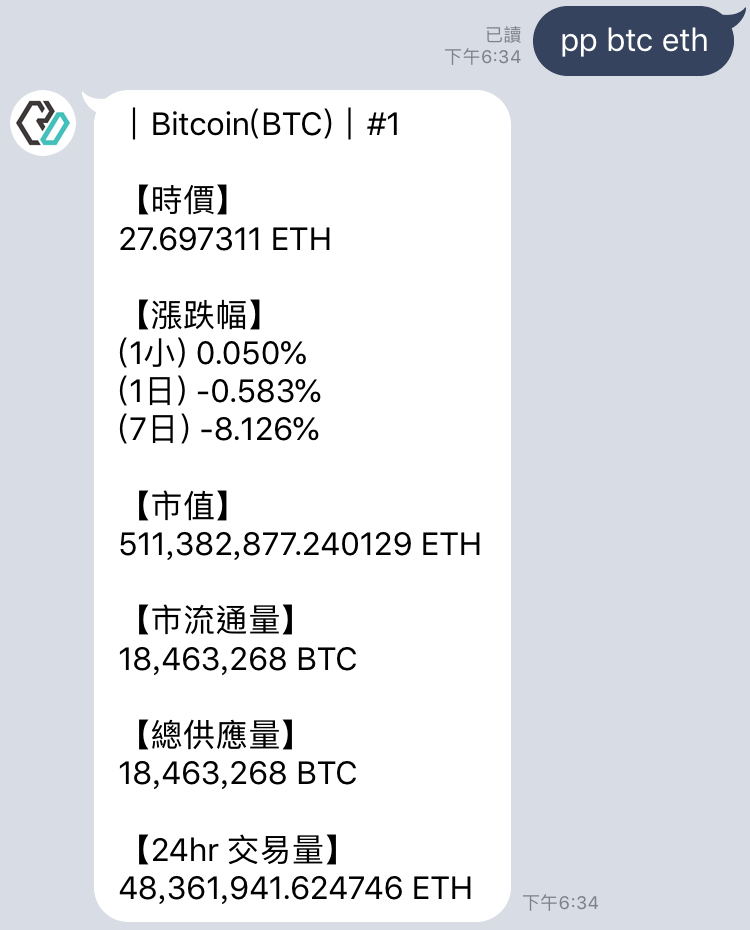 已讀
下午6:34
pp btc eth
｜Bitcoin(BTC)｜#1
【時價】
27.697311 ETH
【漲跌幅】
(1小) 0.050%
(1日) -0.583%
(7日) -8.126%
【市值】
511,382,877.240129 ETH
【市流通量】
18,463,268 BTC
【總供應量】
18,463,268 BTC
【24hr 交易量】
48,361,941.624746 ETH
下午6:34